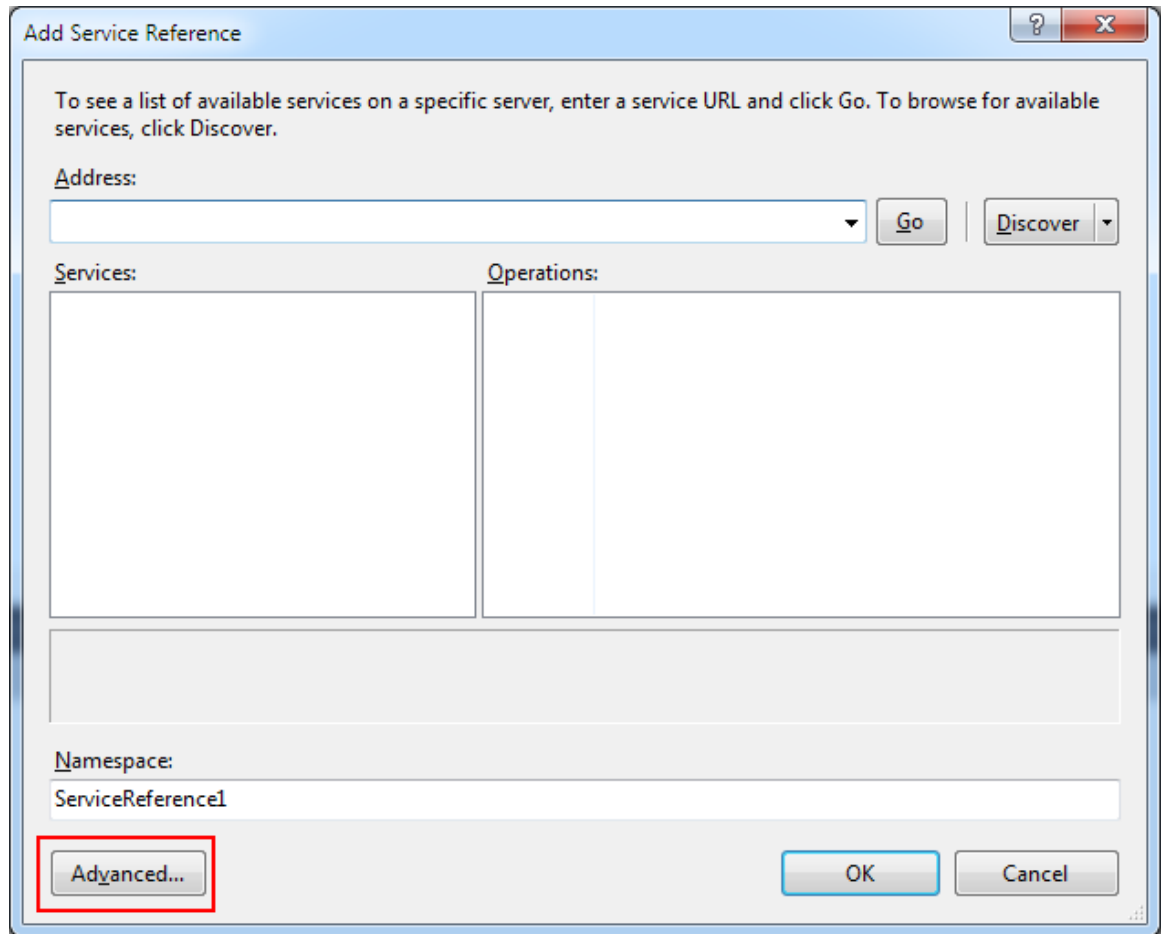 Add Service Reference
To see a list of available services on a specific server, enter a service URL and click Go. To browse for available
services, click Discover.
Address:
Go
Discover
Services:
Operations:
Namespace:
ServiceReference1
Advanced...
OK
Cancel